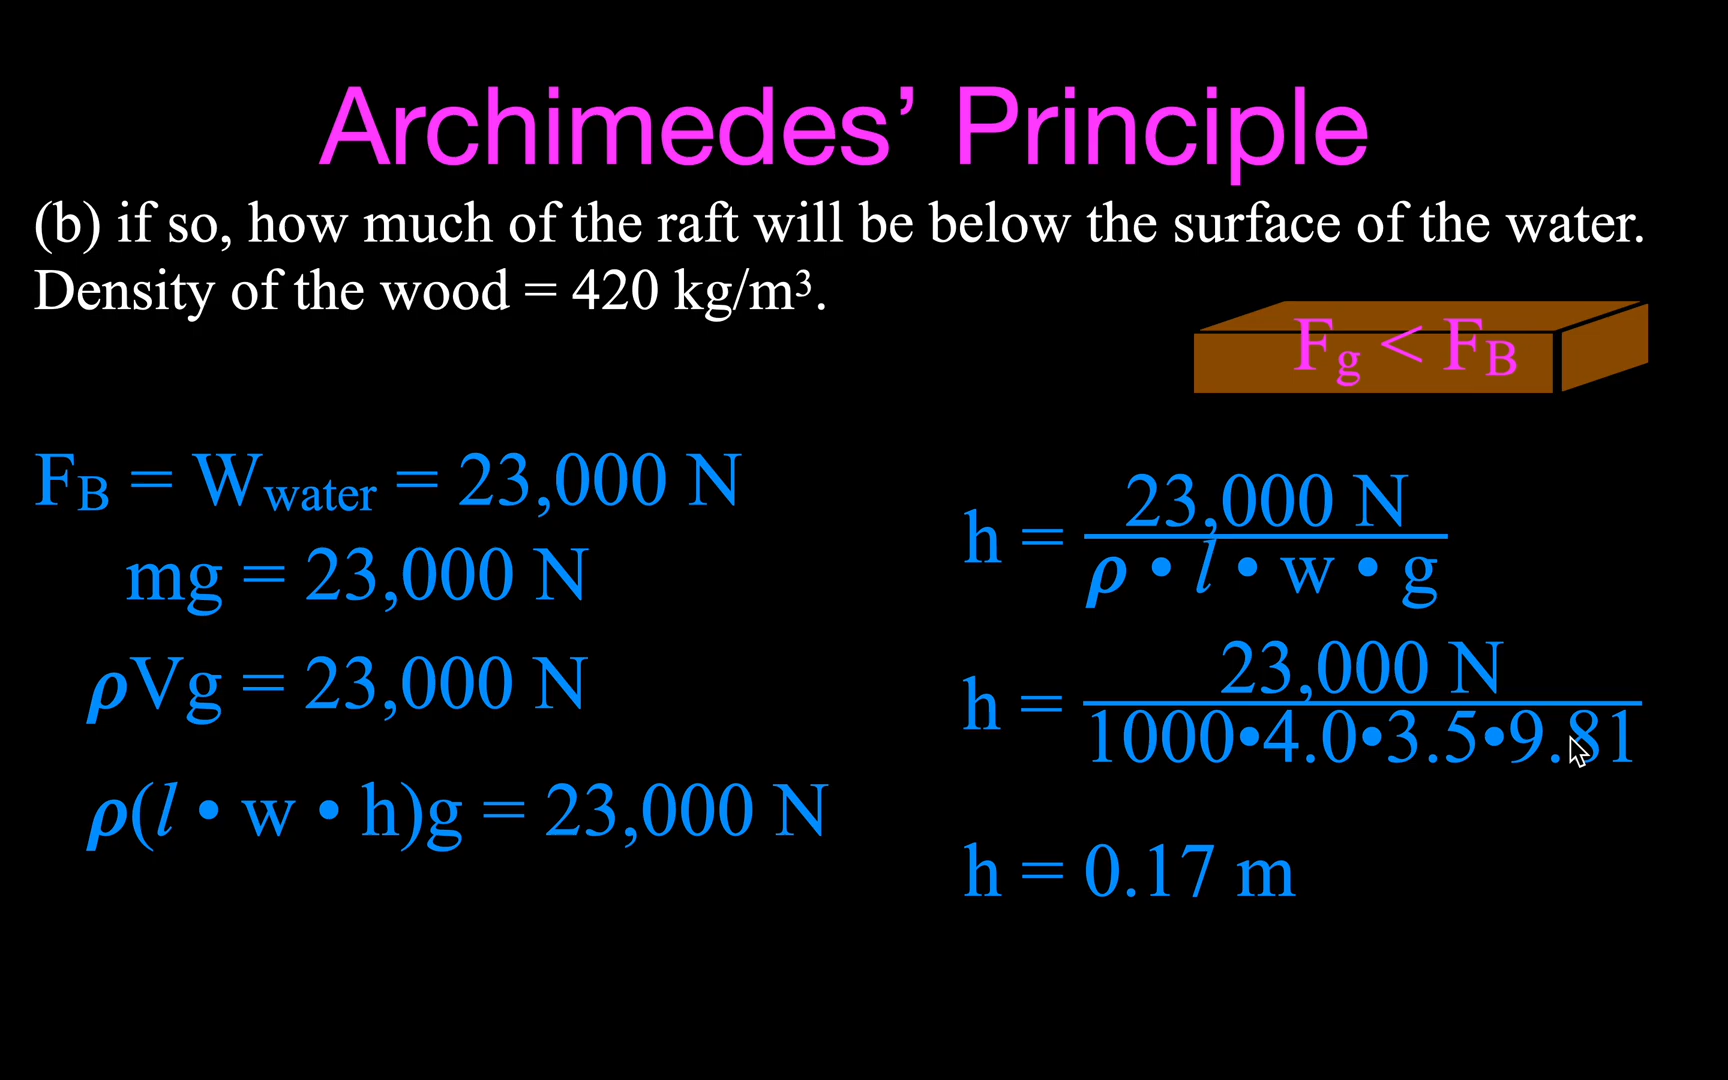 Archimedes’ Principle
(b) if so, how much of the raft will be below the surface of the water.
Density of the wood = 420 kg/m³.
Fg < FB
FB = Wwater = 23,000 N
mg = 23,000 N
ρVg = 23,000 N
ρ(l • w • h)g = 23,000 N
h = 23,000 N
ρ • l • w • g
h = 23,000 N
1000•4.0•3.5•9.81
h = 0.17 m